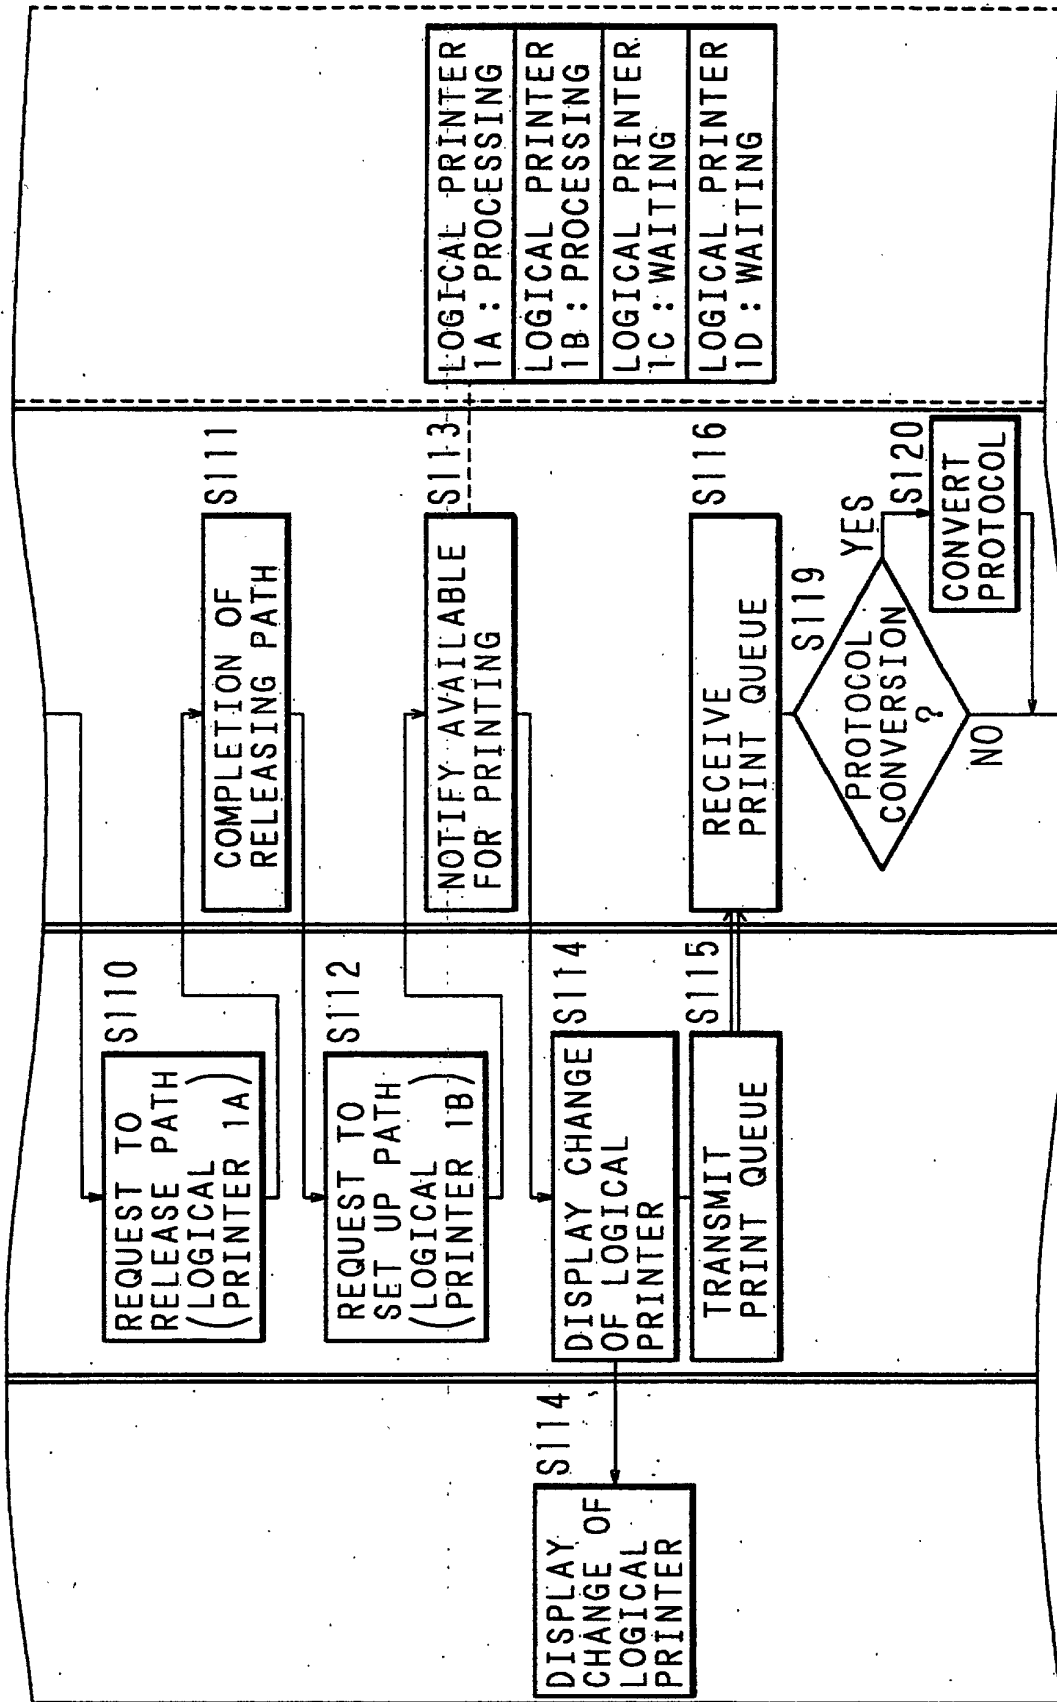 S110
REQUEST TO
RELEASE PATH
(LOGICAL
PRINTER 1A)
S111
COMPLETION OF
RELEASING PATH
S112
REQUEST TO
SET UP PATH
(LOGICAL
PRINTER 1B)
S113
NOTIFY AVAILABLE
FOR PRINTING
LOGICAL PRINTER
1A : PROCESSING
LOGICAL PRINTER
1B : PROCESSING
LOGICAL PRINTER
1C : WAITING
LOGICAL PRINTER
1D : WAITING
S114
DISPLAY
CHANGE OF
LOGICAL
PRINTER
S114
DISPLAY CHANGE
OF LOGICAL
PRINTER
S115
TRANSMIT
PRINT QUEUE
S116
RECEIVE
PRINT QUEUE
S119
PROTOCOL
CONVERSION
?
YES
NO
S120
CONVERT
PROTOCOL